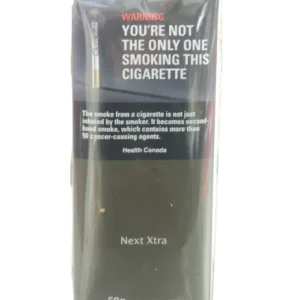 WARNING
YOU'RE NOT
THE ONLY ONE
SMOKING THIS
CIGARETTE
The smoke from a cigarette is not just
inhaled by the smoker. It becomes second-
hand smoke, which contains more than
50 cancer-causing agents.
Health Canada
Next Xtra